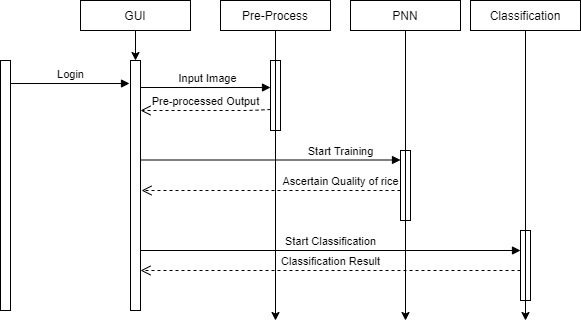 GUI
Pre-Process
PNN
Classification
Login
Input Image
Pre-processed Output
Start Training
Ascertain Quality of rice
Start Classification
Classification Result